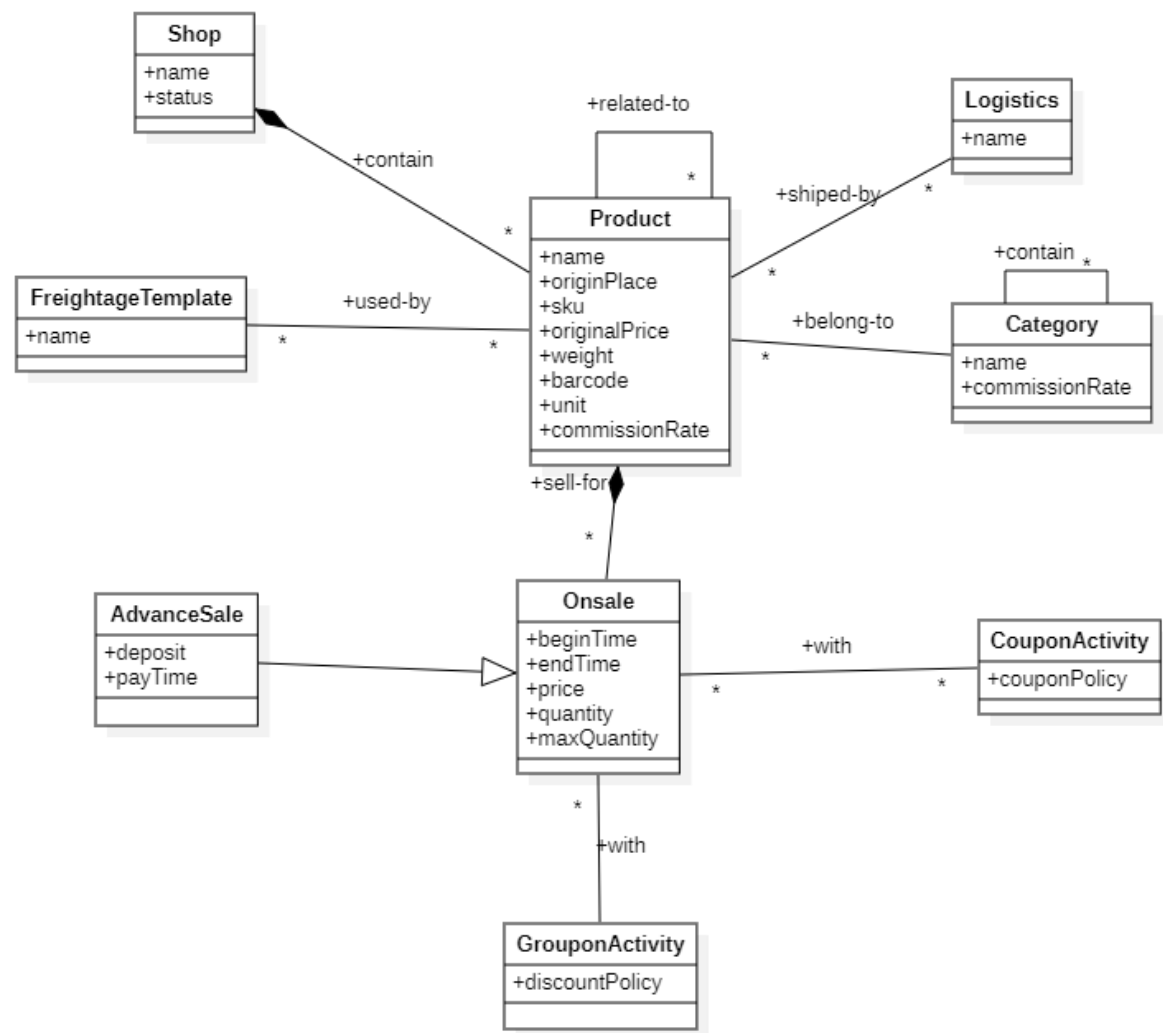 Shop
+name
+status
+contain
*
+related-to
*
Logistics
+name
+shiped-by
*
*
Product
+name
+originPlace
+sku
+originalPrice
+weight
+barcode
+unit
+commissionRate
FreightageTemplate
+name
+used-by
*
*
+contain
*
Category
+name
+commissionRate
+belong-to
*
+sell-for
*
AdvanceSale
+deposit
+payTime
Onsale
+beginTime
+endTime
+price
+quantity
+maxQuantity
+with
*
*
CouponActivity
+couponPolicy
*
+with
GrouponActivity
+discountPolicy